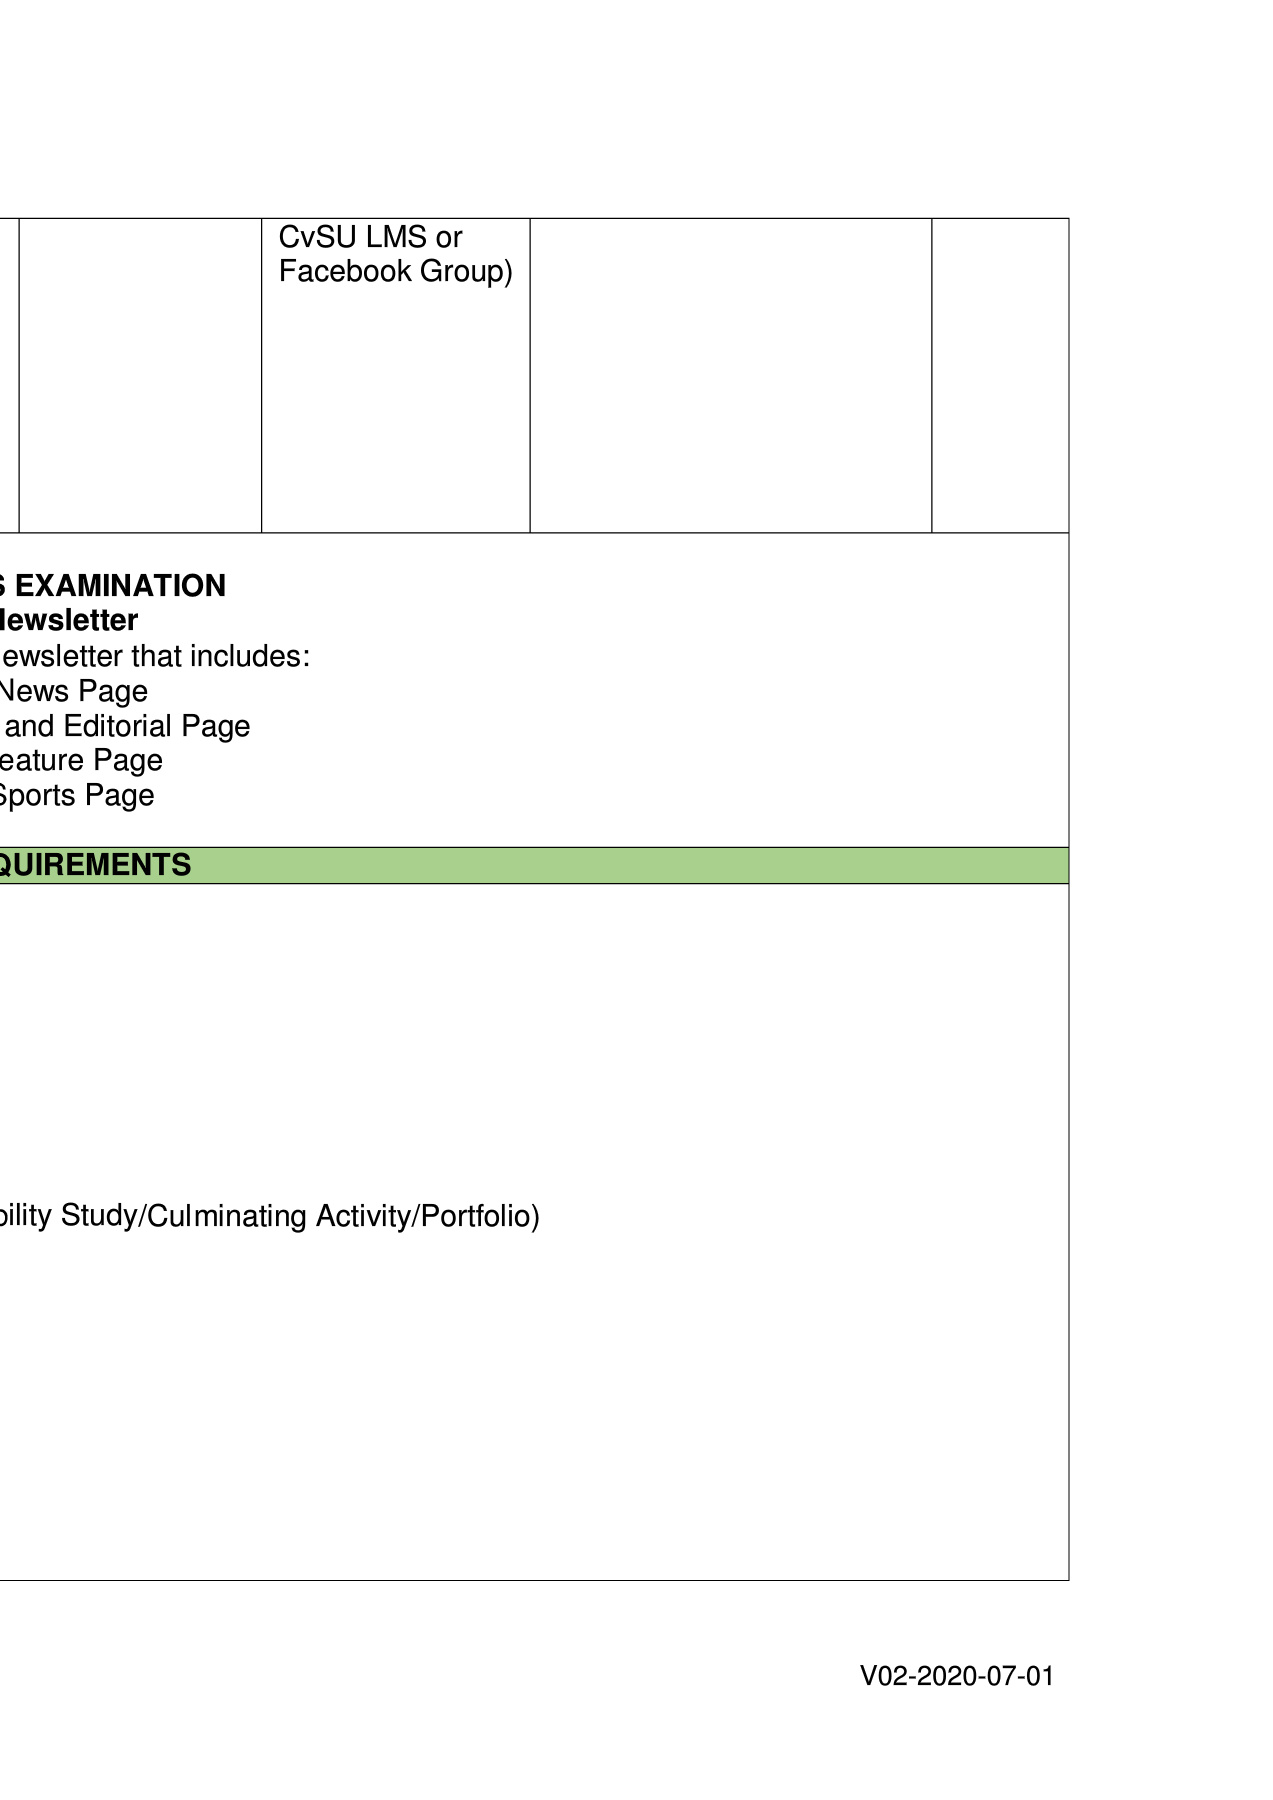 CvSU LMS or
Facebook Group)
EXAMINATION
Newsletter
ewsletter that includes:
News Page
and Editorial Page
eature Page
Sports Page
QUIREMENTS
bility Study/Culminating Activity/Portfolio)
V02-2020-07-01